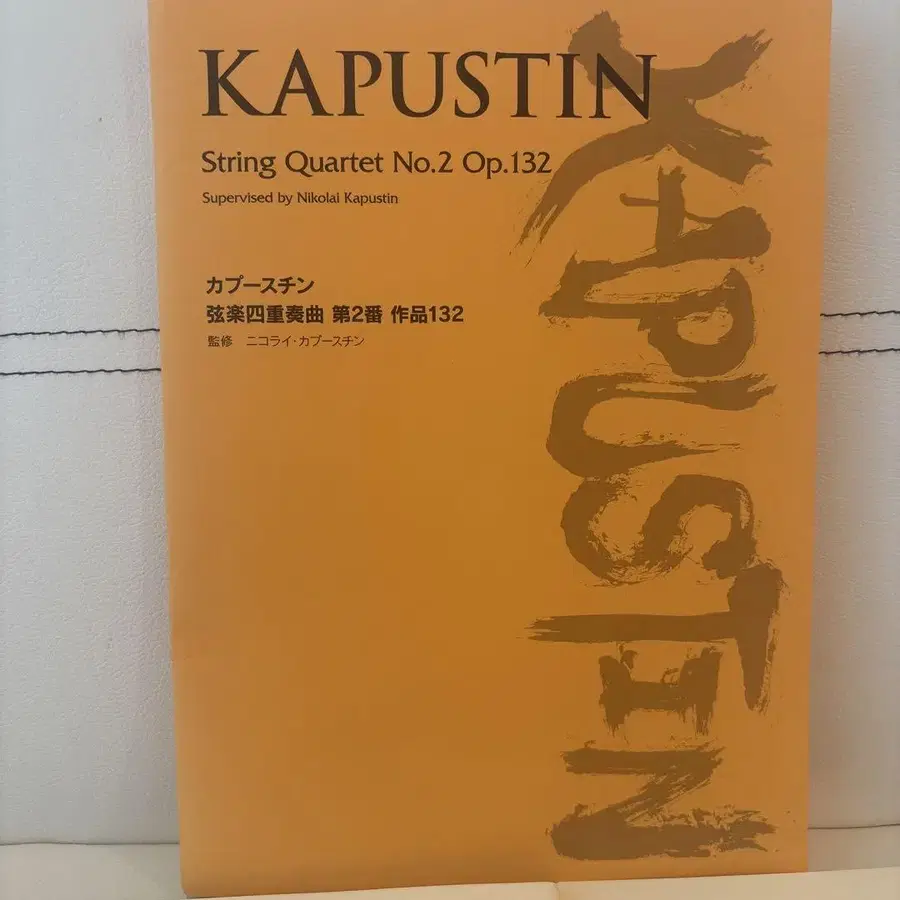 KAPUSTIN
String Quartet No.2 Op.132
Supervised by Nikolai Kapustin
カプースチン
弦楽四重奏曲 第2番 作品132
監修 ニコライ・カプースチン
KAPUSTIN